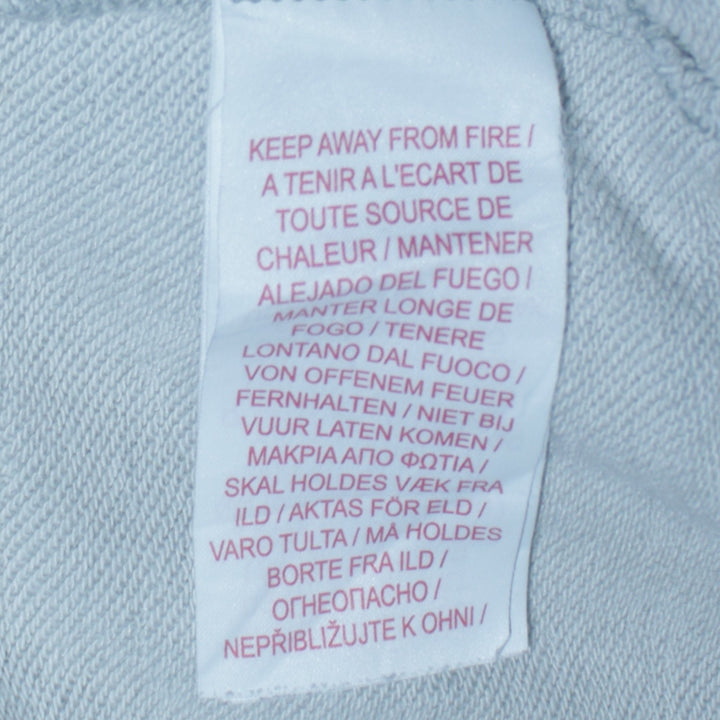 KEEP AWAY FROM FIRE /
A TENIR A L'ECART DE
TOUTE SOURCE DE
CHALEUR / MANTENER
ALEJADO DEL FUEGO /
MANTER LONGE DE
FOGO / TENERE
LONTANO DAL FUOCO /
VON OFFENEM FEUER
FERNHALTEN / NIET BIJ
VUUR LATEN KOMEN /
ΜΑΚΡΙΑ ΑΠΟ ΦΩΤΙΑ /
SKAL HOLDES VÆK FRA
ILD / AKTAS FÖR ELD /
VARO TULTA / MÅ HOLDES
BORTE FRA ILD /
ОГНЕОПАСНО /
NEPŘIBLIŽUJTE K OHNI /